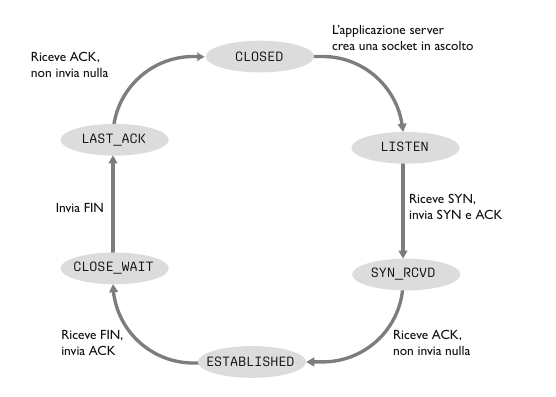 L'applicazione server
crea una socket in ascolto
Riceve ACK,
non invia nulla
CLOSED
LAST_ACK
LISTEN
Invia FIN
Riceve SYN,
invia SYN e ACK
CLOSE_WAIT
SYN_RCVD
Riceve FIN,
invia ACK
Riceve ACK,
non invia nulla
ESTABLISHED